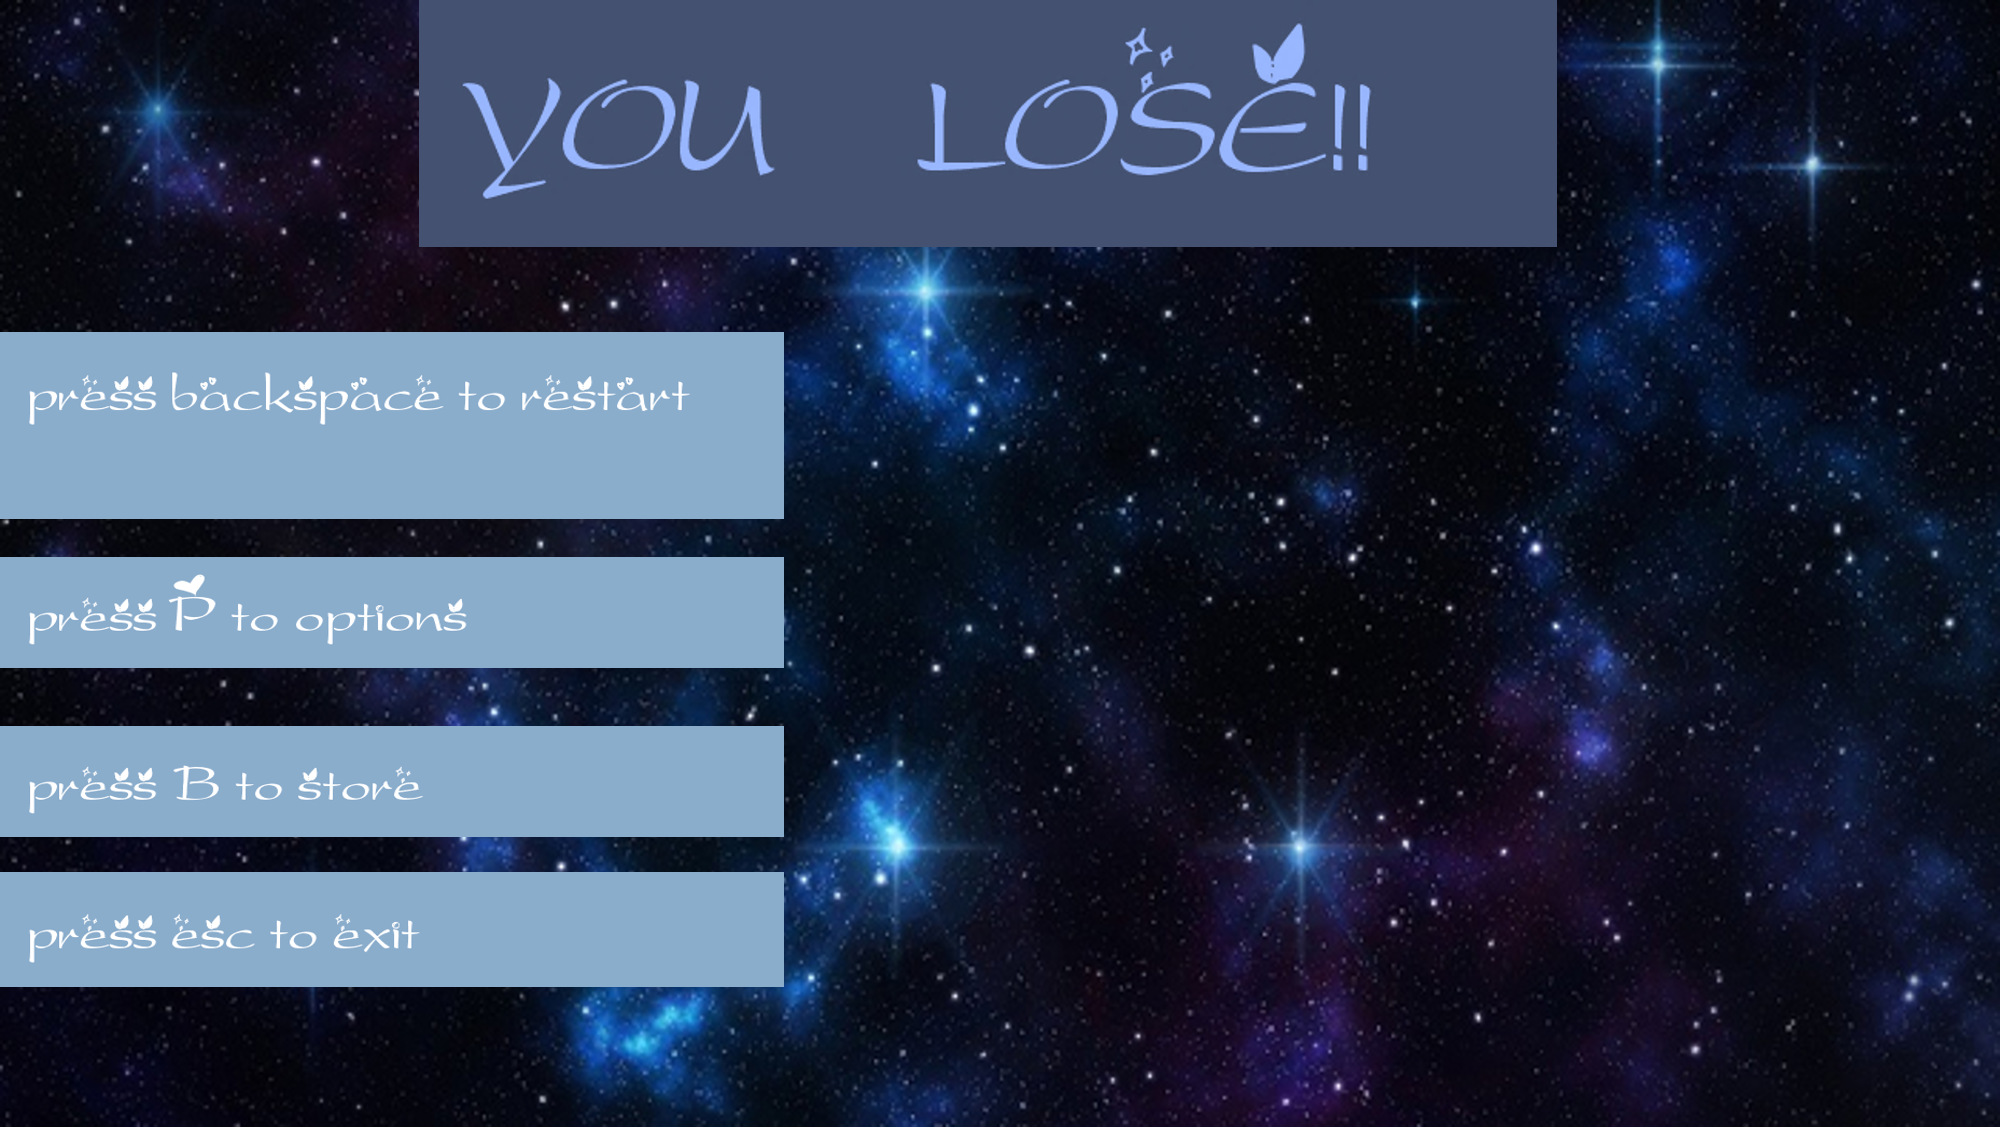 YOU LOSE!!
press backspace to restart
press P to options
press B to store
press esc to exit